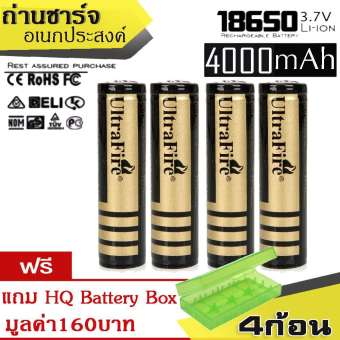 ถ่านชาร์จ
อเนกประสงค์
18650 3.7V
RECHARGEABLE BATTERY LI-ION
4000mAh
REST ASSURED PURCHASE
CE RoHS FC
BELI
NOM TÜV PC
UltraFire®
UltraFire®
UltraFire®
UltraFire®
ฟรี
แถม HQ Battery Box
มูลค่า160บาท
4ก้อน